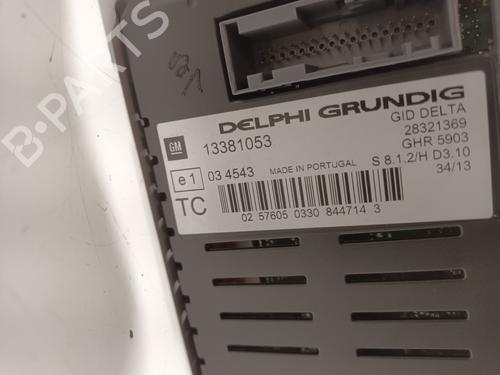 B-PARTS
DELPHI GRUNDIG
GM 13381053 GID DELTA
28321369
GHR 5903
e1 03 4543 MADE IN PORTUGAL S 8.1.2/H D3.10
34/13
TC
02 57605 0330 844714 3